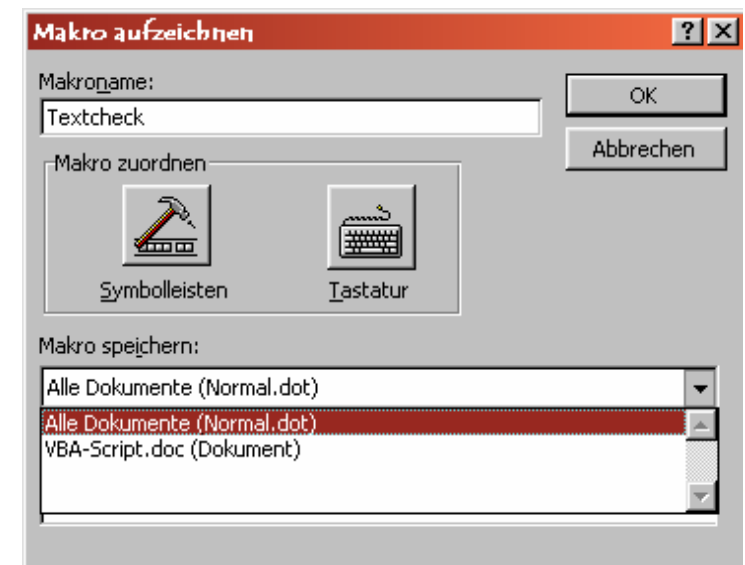 Makro aufzeichnen
Makroname:
OK
Textcheck
Abbrechen
Makro zuordnen
Symbolleisten Tastatur
Makro speichern:
Alle Dokumente (Normal.dot)
Alle Dokumente (Normal.dot)
VBA-Script.doc (Dokument)